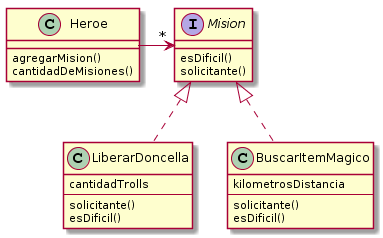 C Heroe
agregarMision()
cantidadDeMisiones()
*
I Mision
esDificil()
solicitante()
C LiberarDoncella
cantidadTrolls
solicitante()
esDificil()
C BuscarItemMagico
kilometrosDistancia
solicitante()
esDificil()